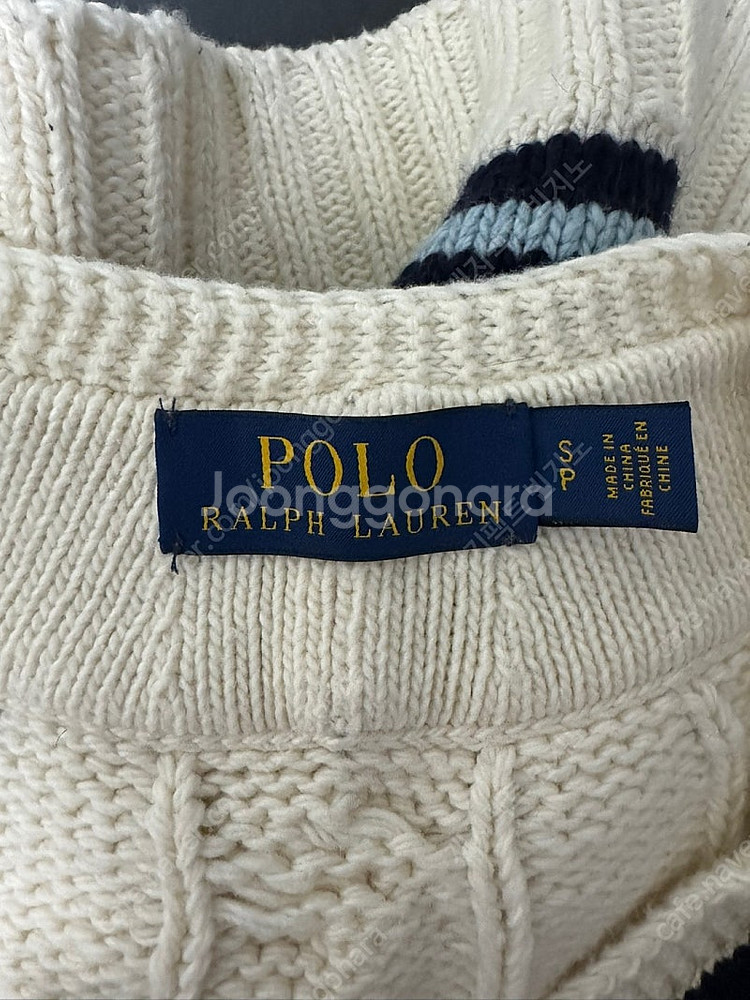 POLO
RALPH LAUREN
S
P
MADE IN
CHINA
FABRIQUÉ EN
CHINE
Joonggonara